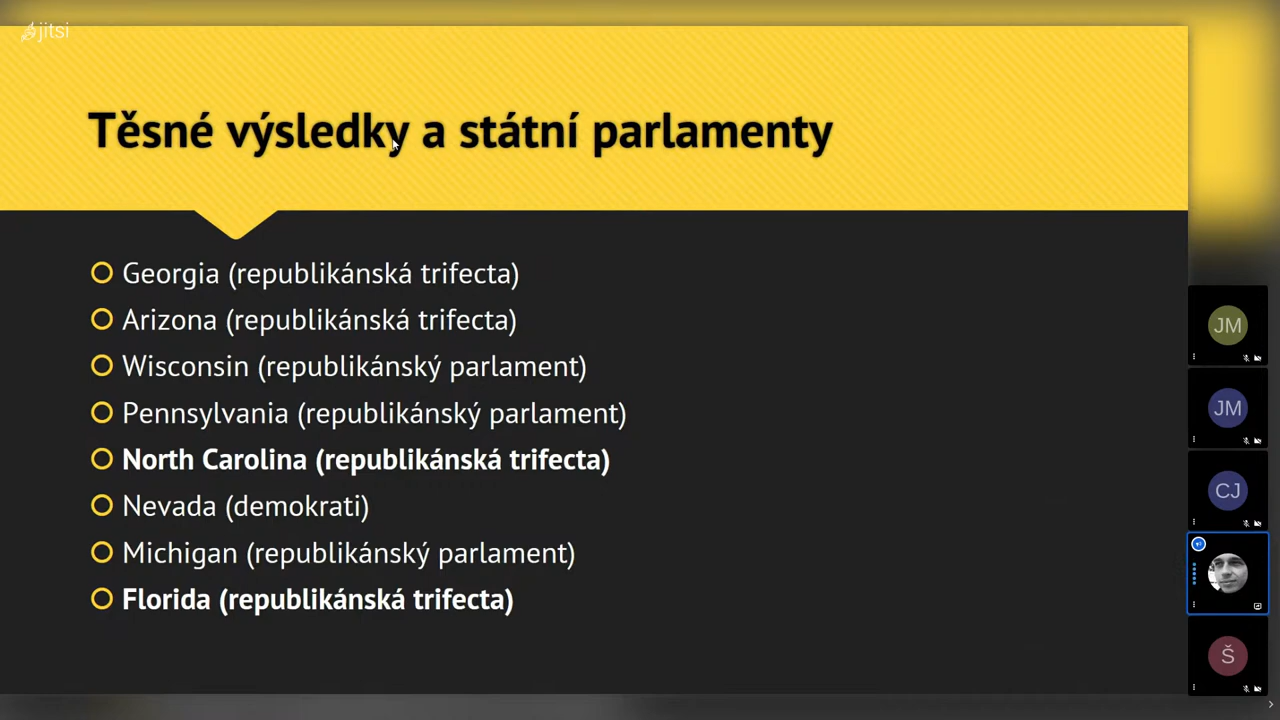 jitsi
Těsné výsledky a státní parlamenty
Georgia (republikánská trifecta)
Arizona (republikánská trifecta)
Wisconsin (republikánský parlament)
Pennsylvania (republikánský parlament)
North Carolina (republikánská trifecta)
Nevada (demokrati)
Michigan (republikánský parlament)
Florida (republikánská trifecta)
JM
JM
CJ
Š